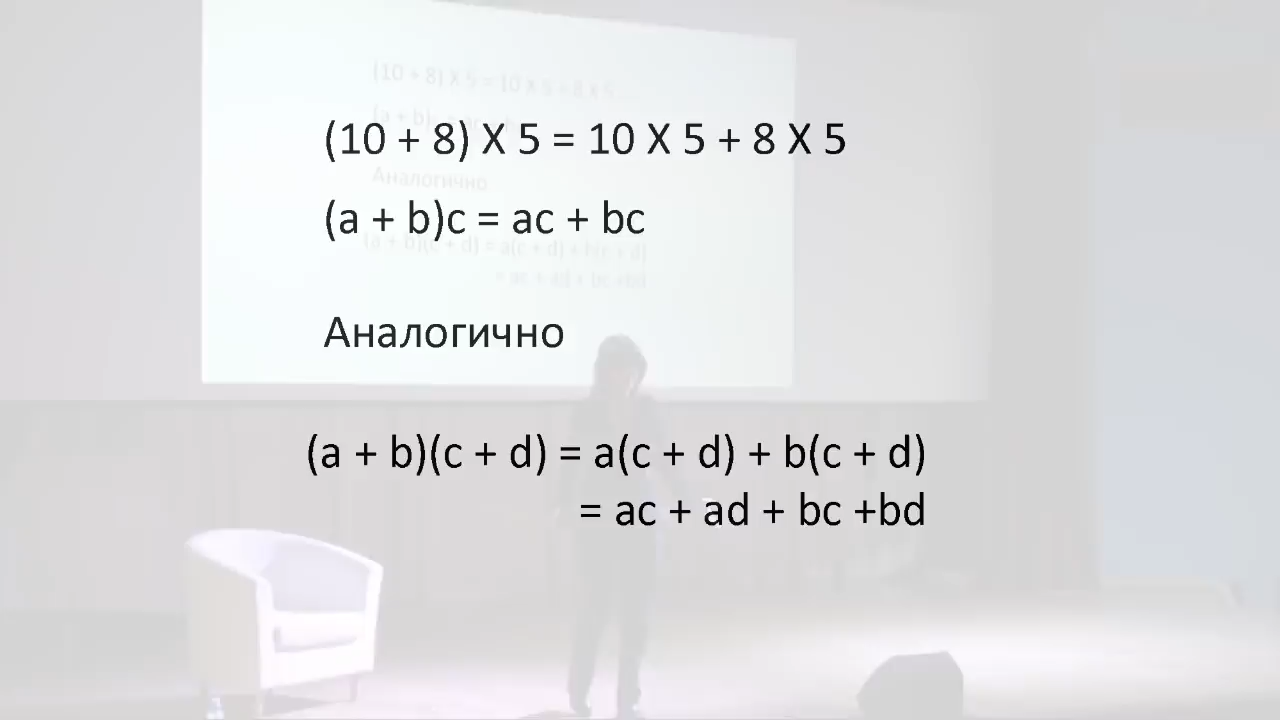 (10 + 8) X 5 = 10 X 5 + 8 X 5
(a + b)c = ac + bc
Аналогично
(a + b)(c + d) = a(c + d) + b(c + d)
= ac + ad + bc +bd